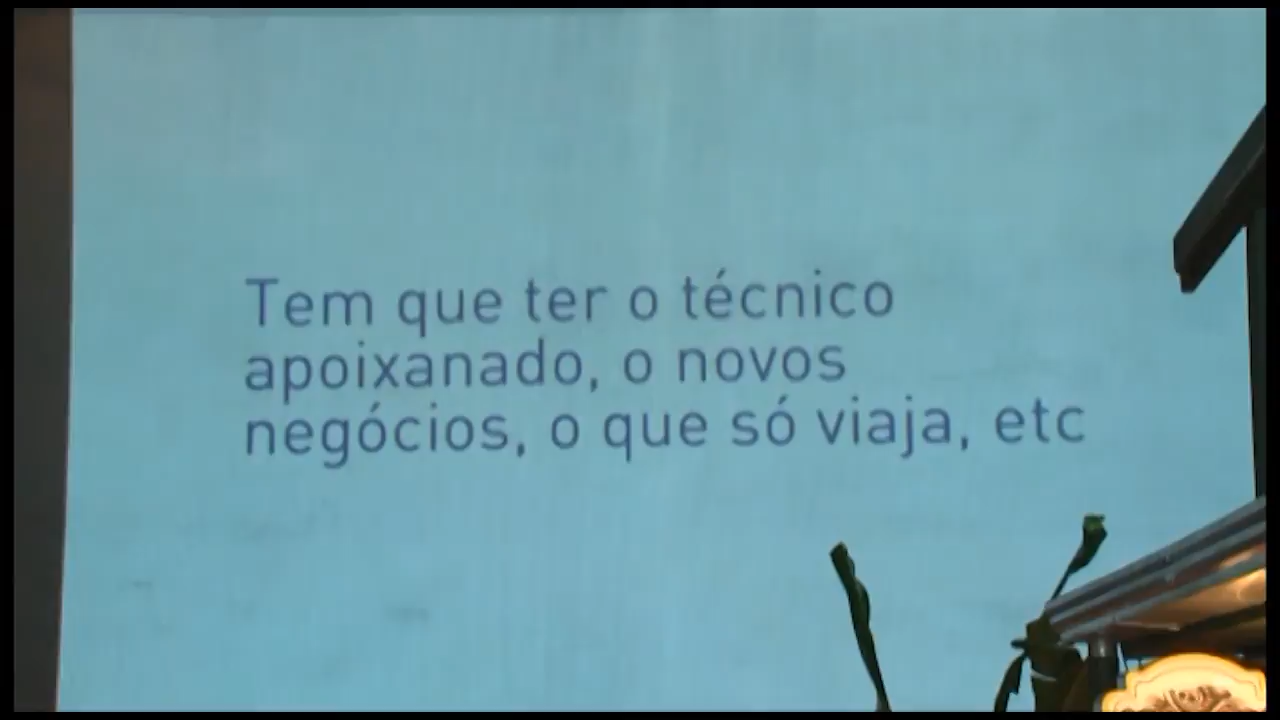 Tem que ter o técnico
apoixanado, o novos
negócios, o que só viaja, etc